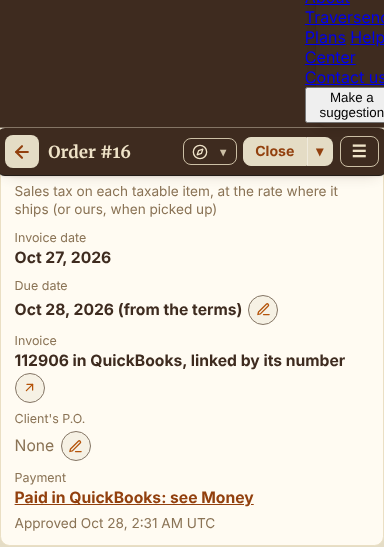 Traversend
Plans Help
Center
Contact us
Make a
suggestion
Order #16
Close
Sales tax on each taxable item, at the rate where it
ships (or ours, when picked up)
Invoice date
Oct 27, 2026
Due date
Oct 28, 2026 (from the terms)
Invoice
112906 in QuickBooks, linked by its number
Client's P.O.
None
Payment
Paid in QuickBooks: see Money
Approved Oct 28, 2:31 AM UTC